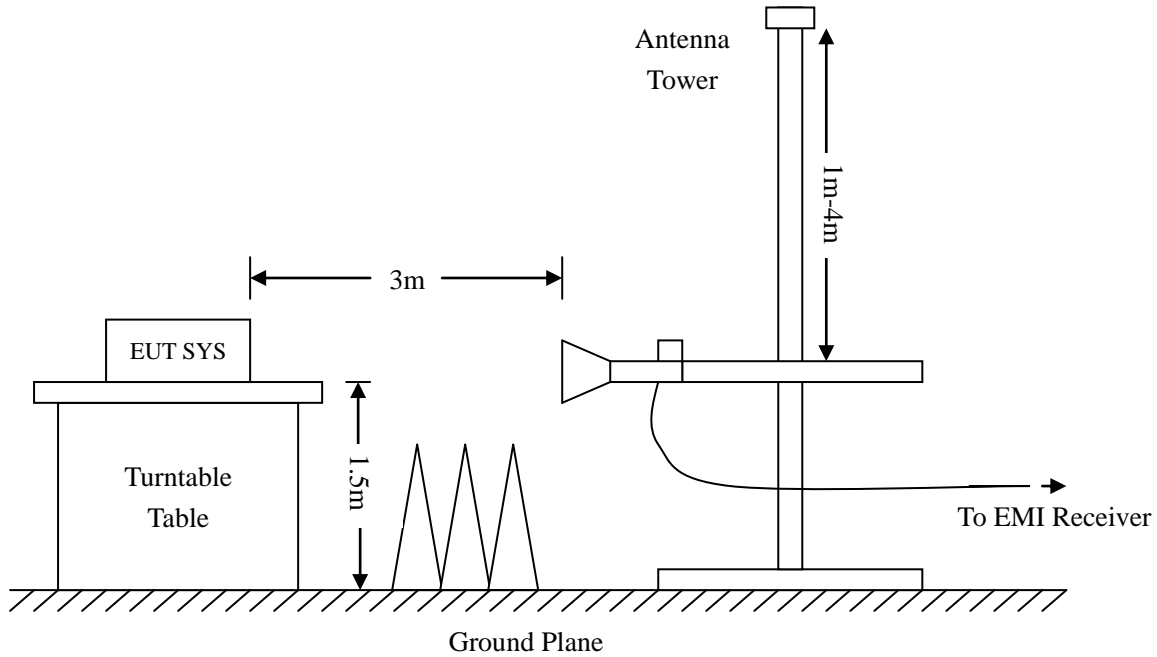 Antenna
Tower
1m-4m
3m
EUT SYS
1.5m
Turntable
Table
To EMI Receiver
Ground Plane